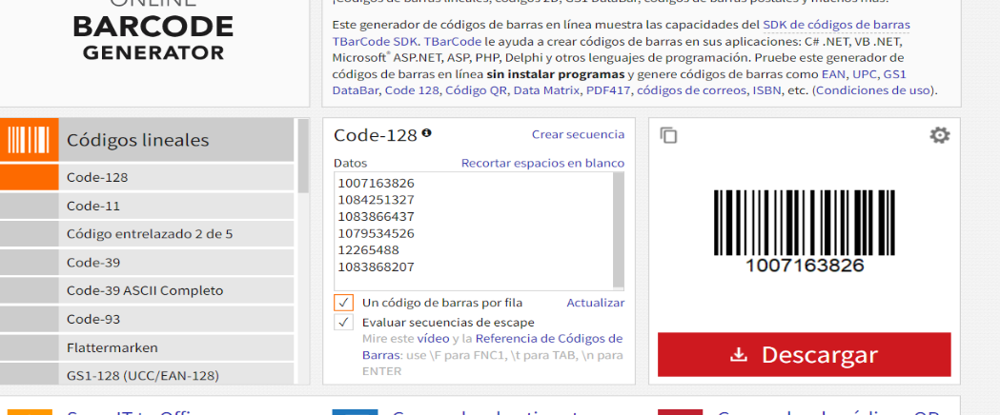 ONLINE
BARCODE
GENERATOR
¡Códigos de barras lineales, códigos 2D, GS1 DataBar, códigos de barras postales y muchos más!
Este generador de códigos de barras en línea muestra las capacidades del SDK de códigos de barras
TBarCode SDK. TBarCode le ayuda a crear códigos de barras en sus aplicaciones: C# .NET, VB .NET,
Microsoft® ASP.NET, ASP, PHP, Delphi y otros lenguajes de programación. Pruebe este generador de
códigos de barras en línea sin instalar programas y genere códigos de barras como EAN, UPC, GS1
DataBar, Code 128, Código QR, Data Matrix, PDF417, códigos de correos, ISBN, etc. (Condiciones de uso).
Códigos lineales
Code-128
Code-11
Código entrelazado 2 de 5
Code-39
Code-39 ASCII Completo
Code-93
Flattermarken
GS1-128 (UCC/EAN-128)
Code-128
Crear secuencia
Datos
Recortar espacios en blanco
1007163826
1084251327
1083866437
1079534526
12265488
1083868207
Un código de barras por fila
Actualizar
Evaluar secuencias de escape
Mire este vídeo y la Referencia de Códigos de
Barras: use \F para FNC1, \t para TAB, \n para
ENTER
1007163826
Descargar